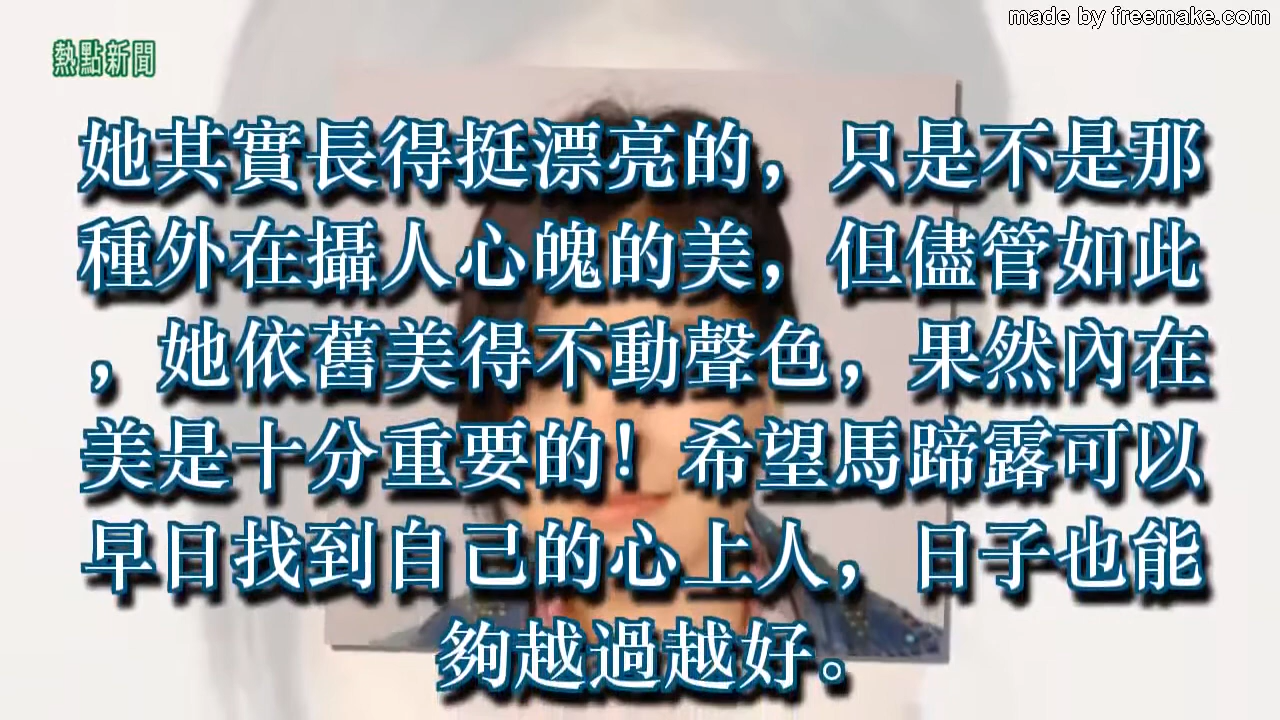 made by freemake.com
熱點新聞
她其實長得挺漂亮的，只是不是那
種外在攝人心魄的美，但儘管如此
，她依舊美得不動聲色，果然內在
美是十分重要的！希望馬蹄露可以
早日找到自己的心上人，日子也能
夠越過越好。